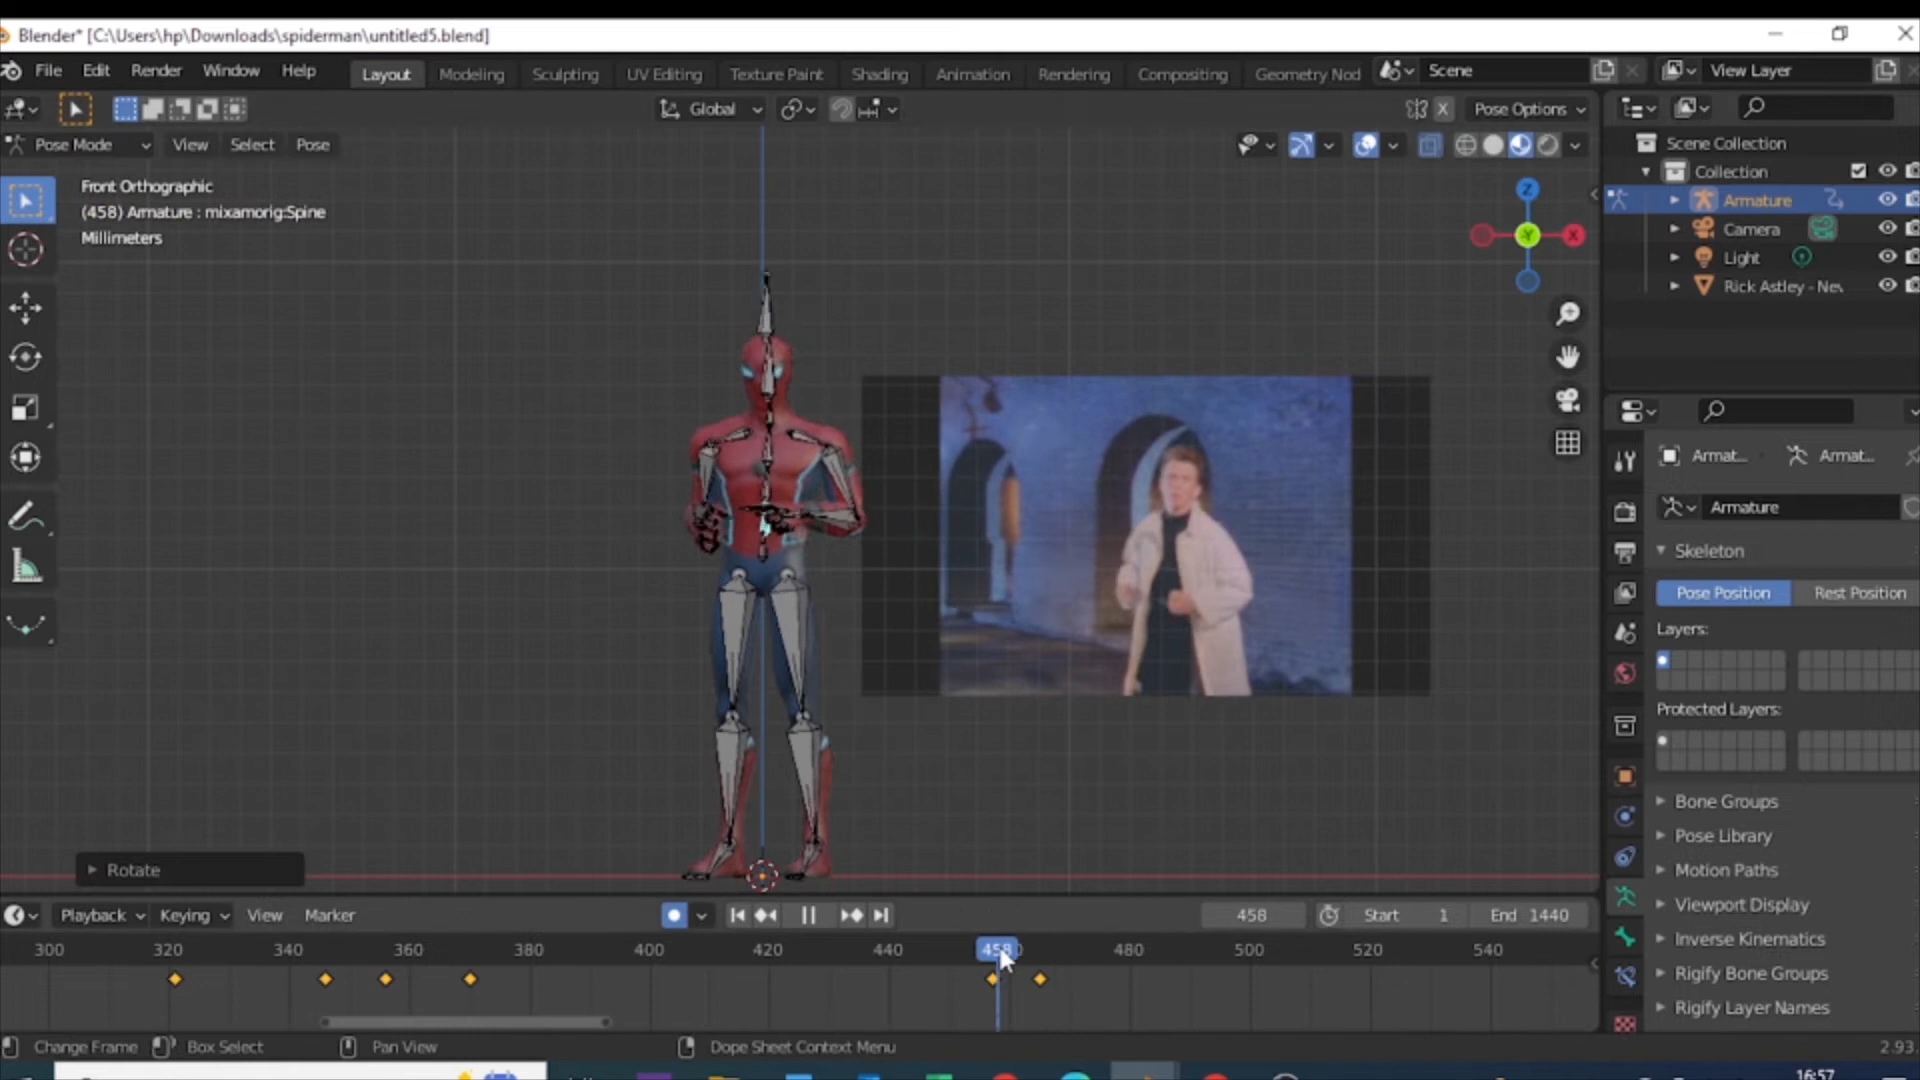 Blender* [C:\Users\hp\Downloads\spiderman\untitled5.blend]
File Edit Render Window Help Layout Modeling Sculpting UV Editing Texture Paint Shading Animation Rendering Compositing Geometry Nod Scene View Layer
Global X Pose Options
Pose Mode View Select Pose
Scene Collection
Collection
Armature
Camera
Light
Rick Astley - Nev
Front Orthographic
(458) Armature : mixamorig:Spine
Millimeters
Z
Y X
Armat... Armat...
Armature
Skeleton
Pose Position Rest Position
Layers:
Protected Layers:
Bone Groups
Pose Library
Motion Paths
Viewport Display
Inverse Kinematics
Rigify Bone Groups
Rigify Layer Names
Rotate
Playback Keying View Marker 458 Start 1 End 1440
300 320 340 360 380 400 420 440 458 480 500 520 540
Change Frame Box Select Pan View Dope Sheet Context Menu 2.93.
16:57